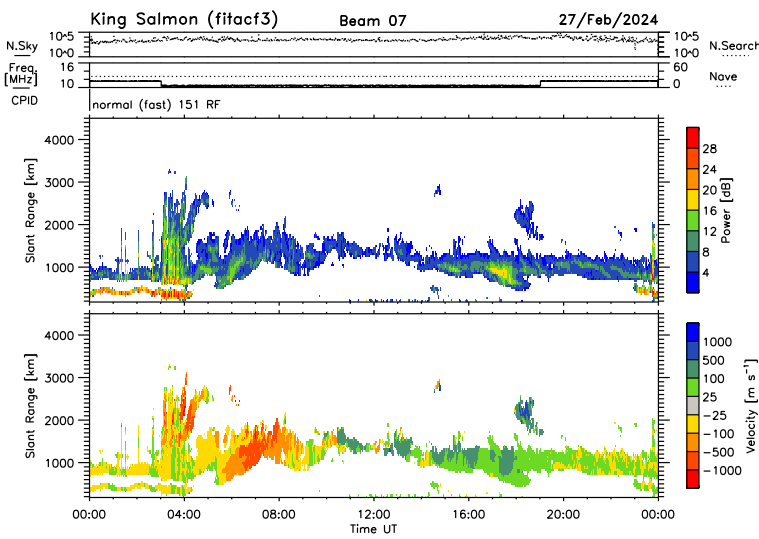 King Salmon (fitacf3) Beam 07 27/Feb/2024
N.Sky 10^5 10^0 10^5 10^0 N.Search
Freq. [MHz] 16 10 60 0 Nave
CPID normal (fast) 151 RF
Slant Range [km] 4000 3000 2000 1000
Power [dB] 28 24 20 16 12 8 4
Slant Range [km] 4000 3000 2000 1000
Velocity [m s⁻¹] 1000 500 100 25 −25 −100 −500 −1000
00:00 04:00 08:00 12:00 16:00 20:00 00:00
Time UT